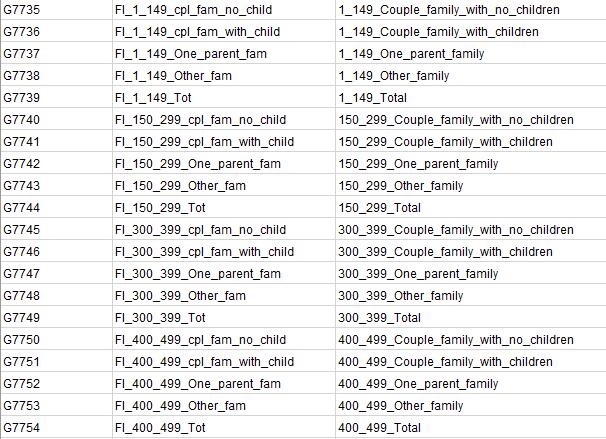 G7735 FI_1_149_cpl_fam_no_child 1_149_Couple_family_with_no_children
G7736 FI_1_149_cpl_fam_with_child 1_149_Couple_family_with_children
G7737 FI_1_149_One_parent_fam 1_149_One_parent_family
G7738 FI_1_149_Other_fam 1_149_Other_family
G7739 FI_1_149_Tot 1_149_Total
G7740 FI_150_299_cpl_fam_no_child 150_299_Couple_family_with_no_children
G7741 FI_150_299_cpl_fam_with_child 150_299_Couple_family_with_children
G7742 FI_150_299_One_parent_fam 150_299_One_parent_family
G7743 FI_150_299_Other_fam 150_299_Other_family
G7744 FI_150_299_Tot 150_299_Total
G7745 FI_300_399_cpl_fam_no_child 300_399_Couple_family_with_no_children
G7746 FI_300_399_cpl_fam_with_child 300_399_Couple_family_with_children
G7747 FI_300_399_One_parent_fam 300_399_One_parent_family
G7748 FI_300_399_Other_fam 300_399_Other_family
G7749 FI_300_399_Tot 300_399_Total
G7750 FI_400_499_cpl_fam_no_child 400_499_Couple_family_with_no_children
G7751 FI_400_499_cpl_fam_with_child 400_499_Couple_family_with_children
G7752 FI_400_499_One_parent_fam 400_499_One_parent_family
G7753 FI_400_499_Other_fam 400_499_Other_family
G7754 FI_400_499_Tot 400_499_Total